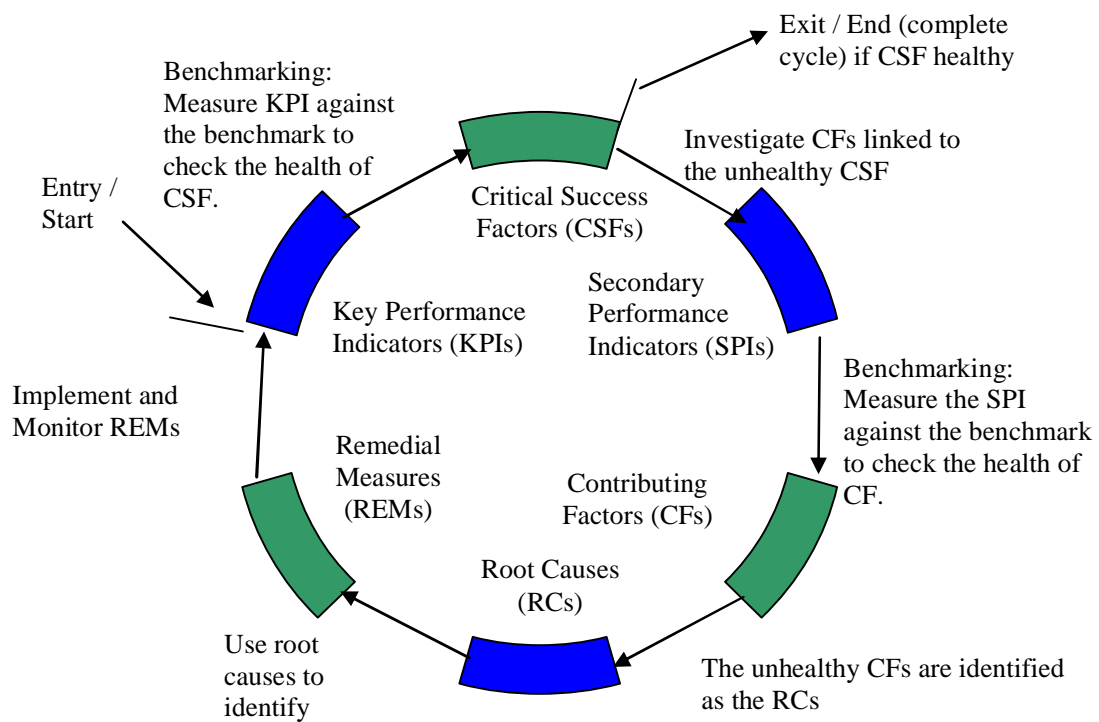 Exit / End (complete
cycle) if CSF healthy
Benchmarking:
Measure KPI against
the benchmark to
check the health of
CSF.
Investigate CFs linked to
the unhealthy CSF
Entry /
Start
Critical Success
Factors (CSFs)
Key Performance
Indicators (KPIs)
Secondary
Performance
Indicators (SPIs)
Benchmarking:
Measure the SPI
against the benchmark
to check the health of
CF.
Implement and
Monitor REMs
Remedial
Measures
(REMs)
Contributing
Factors (CFs)
Root Causes
(RCs)
Use root
causes to
identify
The unhealthy CFs are identified
as the RCs